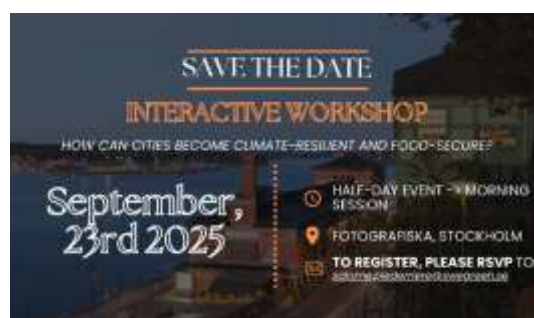 SAVE THE DATE
INTERACTIVE WORKSHOP
HOW CAN CITIES BECOME CLIMATE-RESILIENT AND FOOD-SECURE?
September,
23rd 2025
HALF-DAY EVENT -> MORNING
SESSION
FOTOGRAFISKA, STOCKHOLM
TO REGISTER, PLEASE RSVP TO